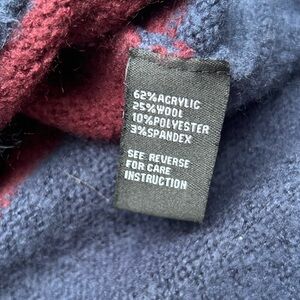 62%ACRYLIC
25%WOOL
10%POLYESTER
3%SPANDEX
SEE REVERSE
FOR CARE
INSTRUCTION